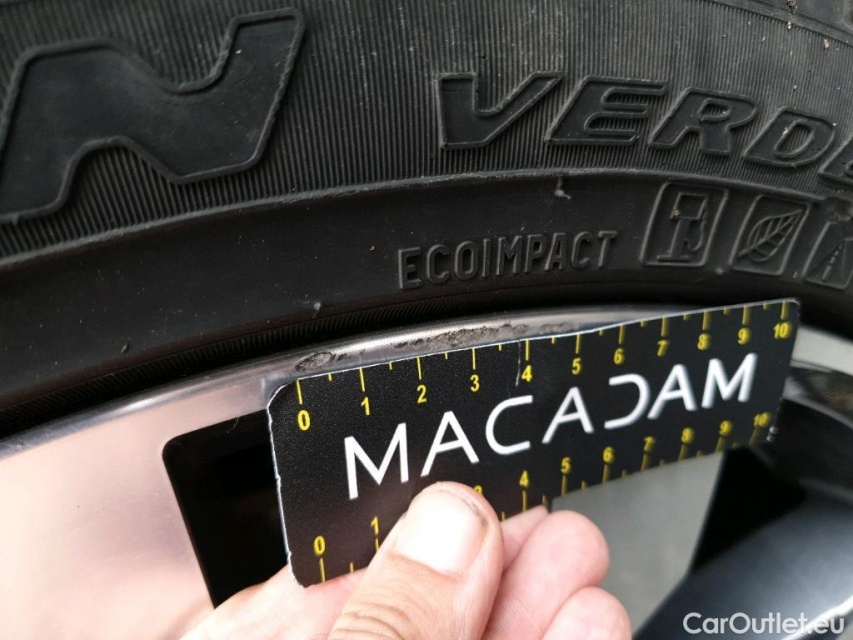 N VERDE
ECOIMPACT
0 1 2 3 4 5 6 7 8 9 10
MACADAM
0 1 3 4 5 6 7 8 9 10
CarOutlet.eu